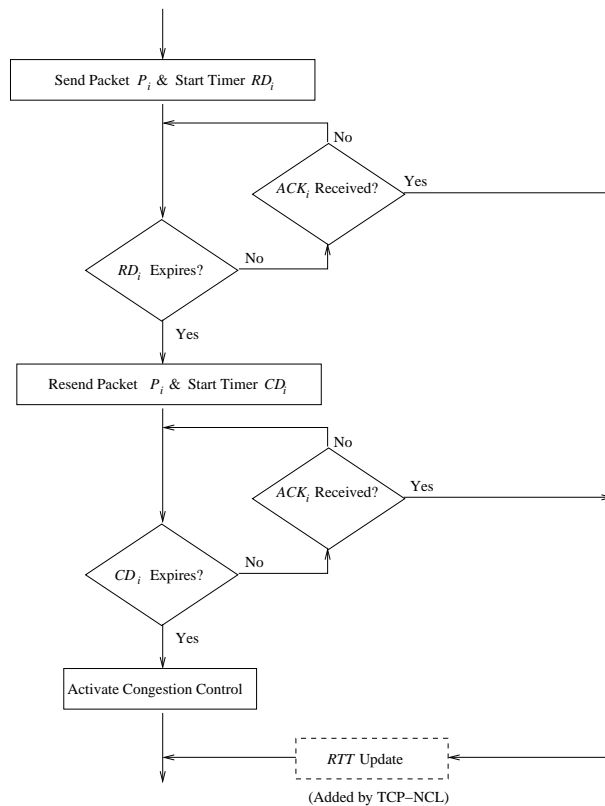 Send Packet P_i & Start Timer RD_i
No
ACK_i Received?
Yes
RD_i Expires?
No
Yes
Resend Packet P_i & Start Timer CD_i
No
ACK_i Received?
Yes
CD_i Expires?
No
Yes
Activate Congestion Control
RTT Update
(Added by TCP–NCL)